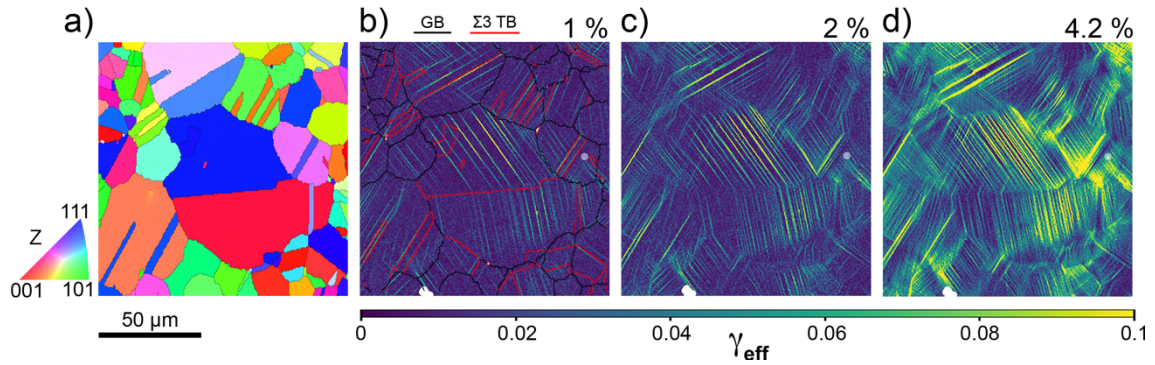 a)
b)
GB
Σ3 TB
1 %
c)
2 %
d)
4.2 %
111
Z
001
101
50 μm
0
0.02
0.04
0.06
0.08
0.1
γeff